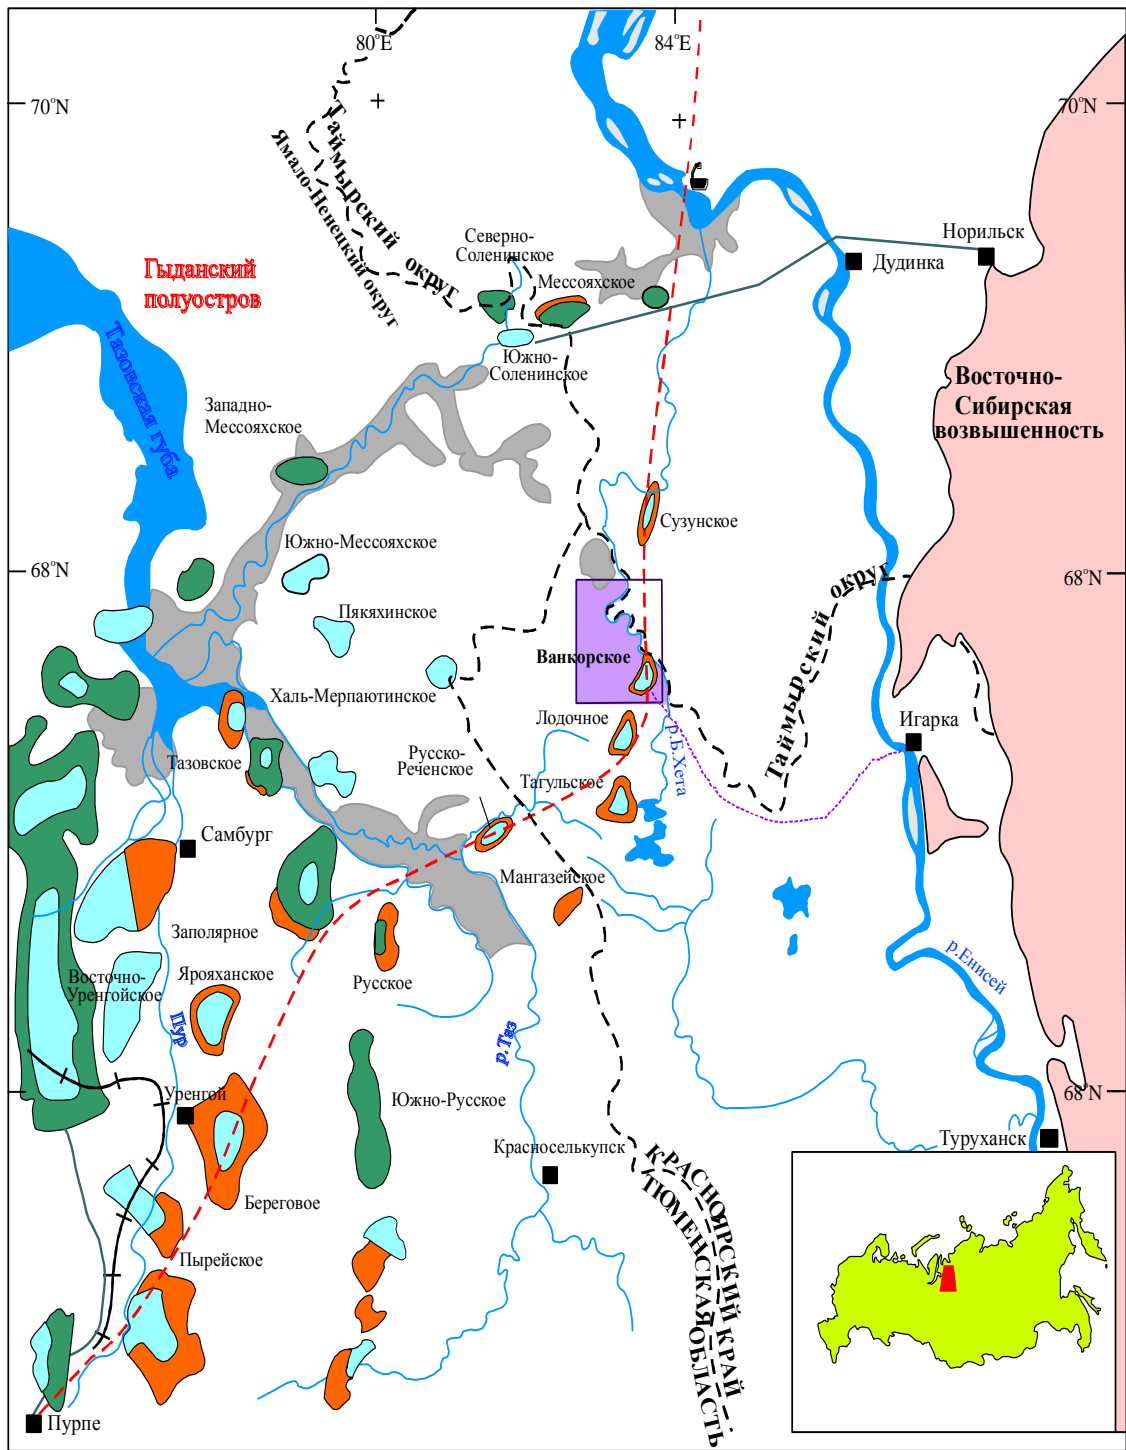 80°E
84°E
70°N
70°N
Таймырский округ
Ямало-Ненецкий округ
Северно-
Соленинское
Мессояхское
Норильск
Дудинка
Гыданский
полуостров
Тазовская губа
Южно-
Соленинское
Восточно-
Сибирская
возвышенность
Западно-
Мессояхское
Сузунское
Южно-Мессояхское
68°N
68°N
Пякяхинское
Таймырский округ
Ванкорское
Халь-Мерпаютинское
Лодочное
р.Б.Хета
Игарка
Русско-
Реченское
Тазовское
Тагульское
Самбург
Мангазейское
Заполярное
Восточно-
Уренгойское
Ярояханское
Русское
р.Енисей
Пур
р.Таз
Уренгой
Южно-Русское
68°N
Туруханск
Красноселькупск
КРАСНОЯРСКИЙ КРАЙ
ТЮМЕНСКАЯ ОБЛАСТЬ
Береговое
Пырейское
Пурпе